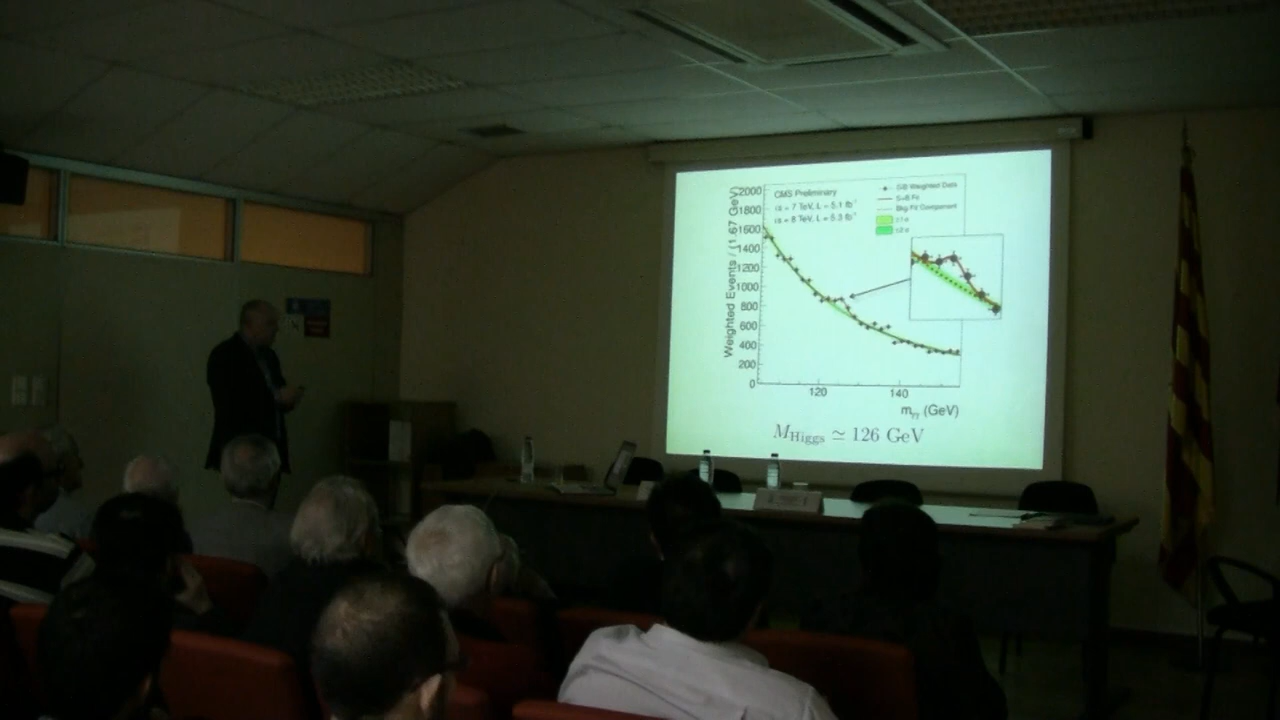 CMS Preliminary
√s = 7 TeV, L = 5.1 fb⁻¹
√s = 8 TeV, L = 5.3 fb⁻¹
S/B Weighted Data
S+B Fit
Bkg Fit Component
±1 σ
±2 σ
Weighted Events / (1.67 GeV)
2000
1800
1600
1400
1200
1000
800
600
400
200
0
120 140
mγγ (GeV)
M_Higgs ≃ 126 GeV